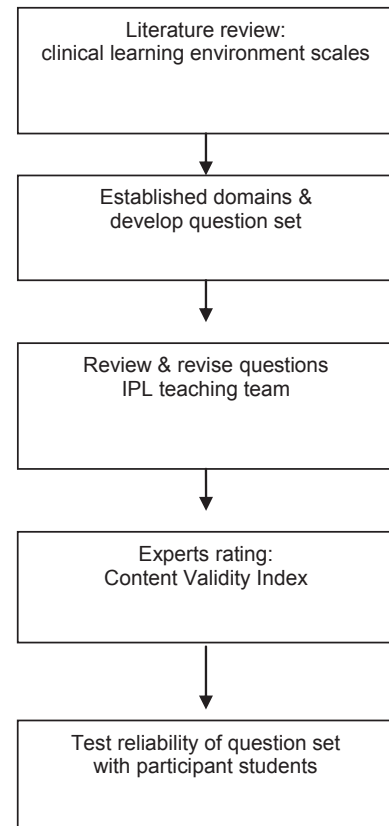 Literature review:
clinical learning environment scales
Established domains &
develop question set
Review & revise questions
IPL teaching team
Experts rating:
Content Validity Index
Test reliability of question set
with participant students